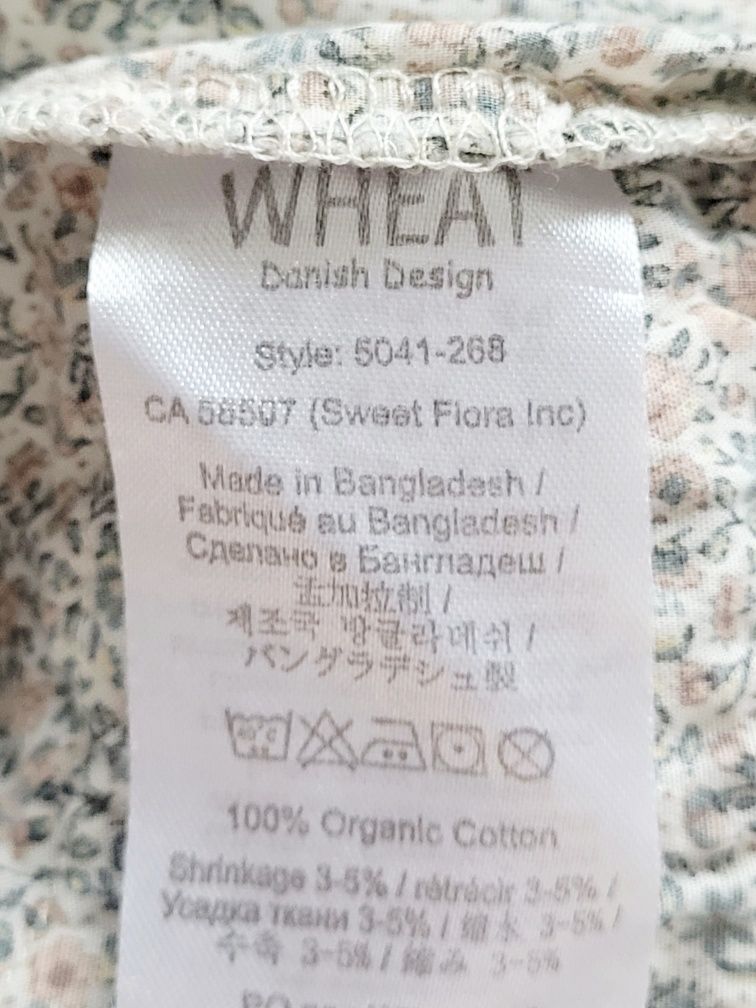 WHEAT
Danish Design
Style: 5041-268
CA 58507 (Sweet Flora Inc)
Made in Bangladesh /
Fabriqué au Bangladesh /
Сделано в Бангладеш /
孟加拉制 /
제조국 방글라데쉬 /
バングラデシュ製
40°C
100% Organic Cotton
Shrinkage 3-5% / rétrécir 3-5% /
Усадка ткани 3-5% / 縮水 3-5% /
수축 3-5% / 縮み 3-5%